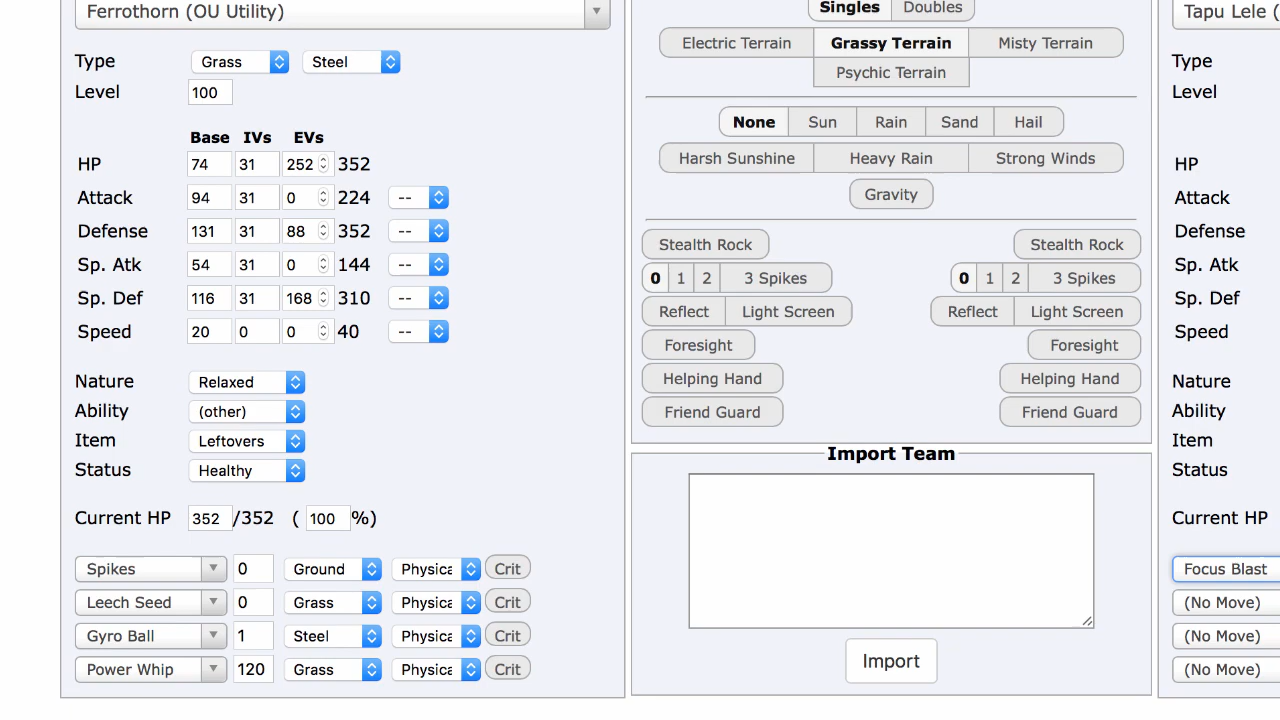 Ferrothorn (OU Utility)
Type Grass Steel
Level 100
Base IVs EVs
HP 74 31 252 352
Attack 94 31 0 224 --
Defense 131 31 88 352 --
Sp. Atk 54 31 0 144 --
Sp. Def 116 31 168 310 --
Speed 20 0 0 40 --
Nature Relaxed
Ability (other)
Item Leftovers
Status Healthy
Current HP 352 /352 ( 100 %)
Spikes 0 Ground Physica Crit
Leech Seed 0 Grass Physica Crit
Gyro Ball 1 Steel Physica Crit
Power Whip 120 Grass Physica Crit
Singles Doubles
Electric Terrain Grassy Terrain Misty Terrain
Psychic Terrain
None Sun Rain Sand Hail
Harsh Sunshine Heavy Rain Strong Winds
Gravity
Stealth Rock Stealth Rock
0 1 2 3 Spikes 0 1 2 3 Spikes
Reflect Light Screen Reflect Light Screen
Foresight Foresight
Helping Hand Helping Hand
Friend Guard Friend Guard
Import Team
Import
Tapu Lele (
Type
Level
HP
Attack
Defense
Sp. Atk
Sp. Def
Speed
Nature
Ability
Item
Status
Current HP
Focus Blast
(No Move)
(No Move)
(No Move)